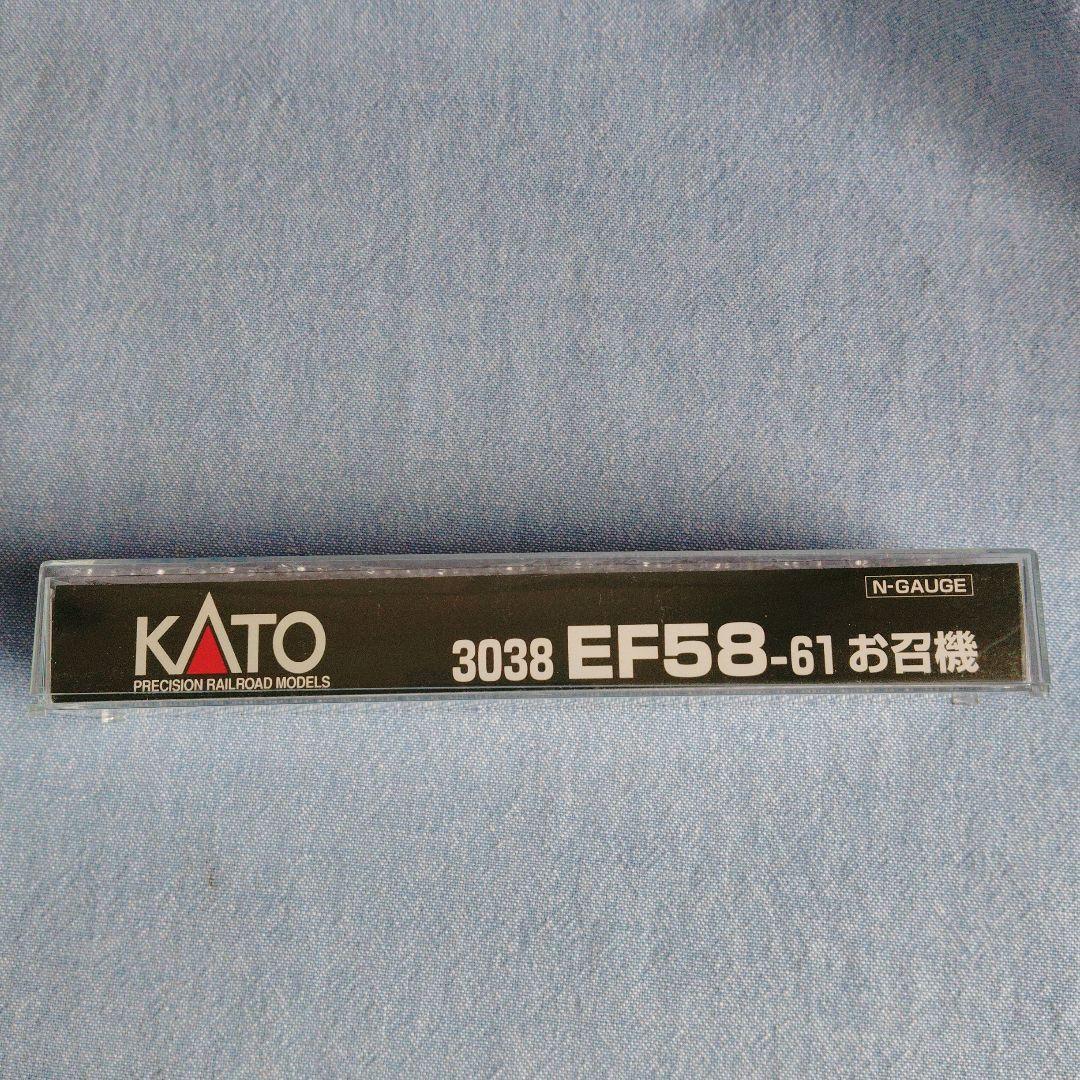 N-GAUGE
KATO
PRECISION RAILROAD MODELS
3038 EF58-61 お召機